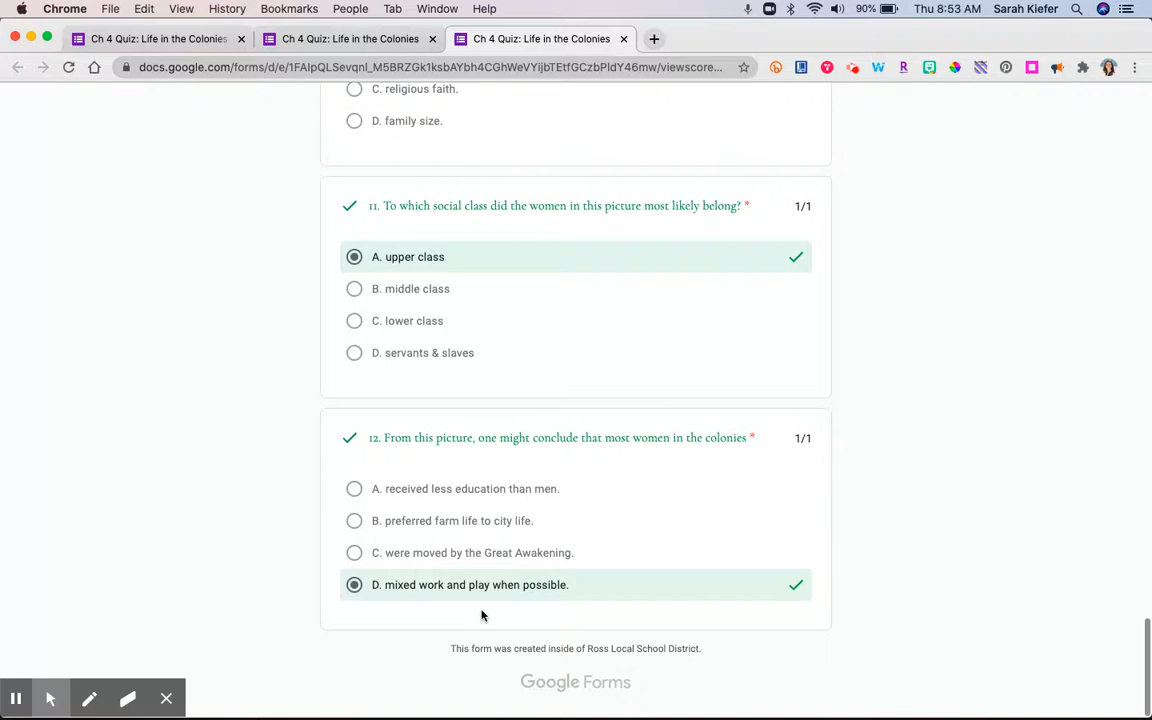 Chrome File Edit View History Bookmarks People Tab Window Help 90% Thu 8:53 AM Sarah Kiefer
Ch 4 Quiz: Life in the Colonies Ch 4 Quiz: Life in the Colonies Ch 4 Quiz: Life in the Colonies
docs.google.com/forms/d/e/1FAIpQLSevqnl_M5BRZGk1ksbAYbh4CGhWeVYijbTEtfGCzbPldY46mw/viewscore...
C. religious faith.
D. family size.
11. To which social class did the women in this picture most likely belong? * 1/1
A. upper class
B. middle class
C. lower class
D. servants & slaves
12. From this picture, one might conclude that most women in the colonies * 1/1
A. received less education than men.
B. preferred farm life to city life.
C. were moved by the Great Awakening.
D. mixed work and play when possible.
This form was created inside of Ross Local School District.
Google Forms